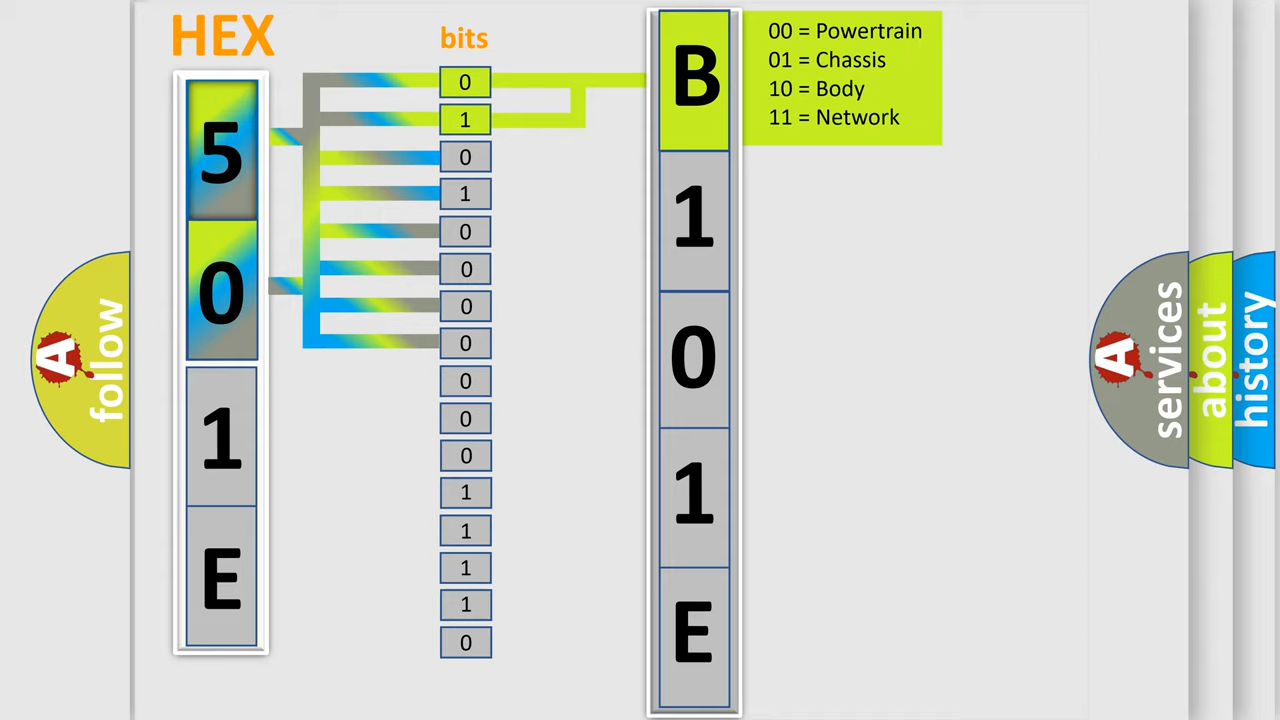 HEX
bits
5
0
1
E
0
1
0
1
0
0
0
0
0
0
0
1
1
1
1
0
B
1
0
1
E
00 = Powertrain
01 = Chassis
10 = Body
11 = Network
A
follow
A
services
about
history